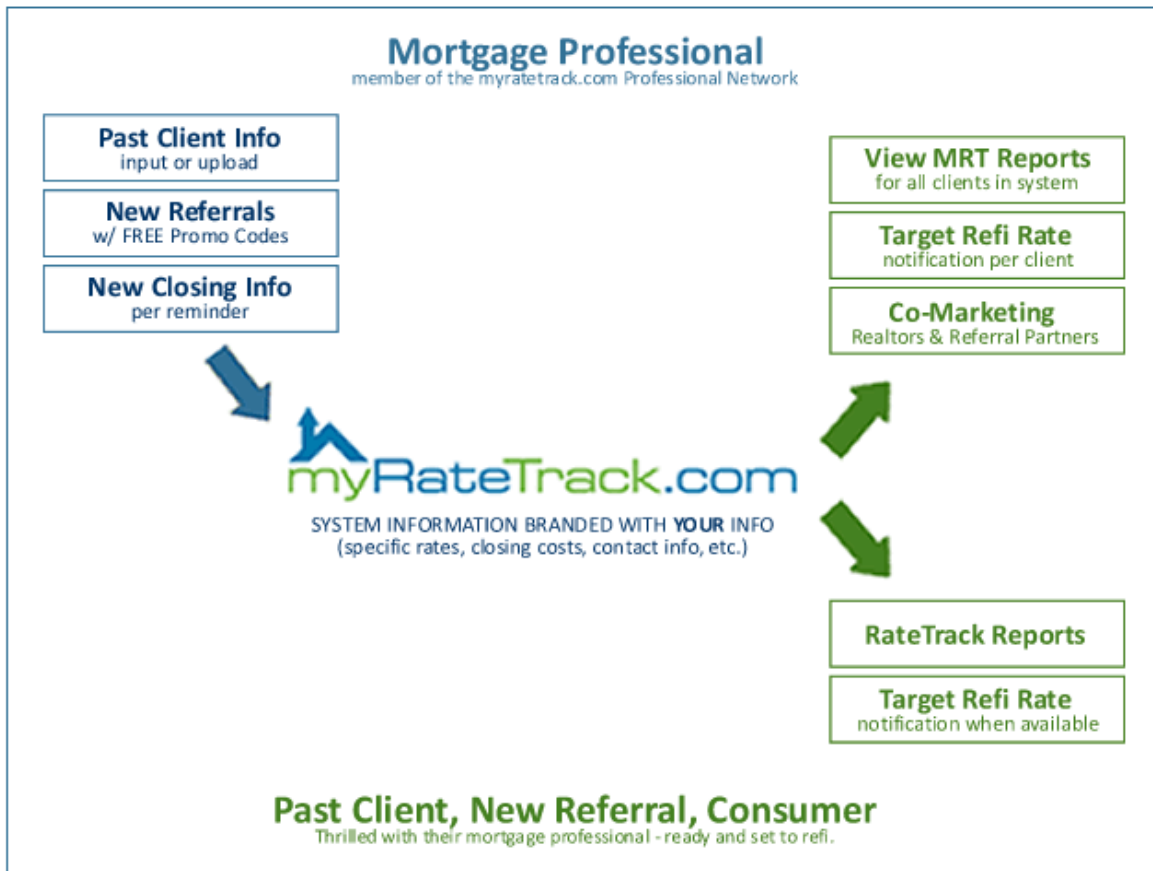 Mortgage Professional
member of the myratetrack.com Professional Network
Past Client Info
input or upload
New Referrals
w/ FREE Promo Codes
New Closing Info
per reminder
View MRT Reports
for all clients in system
Target Refi Rate
notification per client
Co-Marketing
Realtors & Referral Partners
myRateTrack.com
SYSTEM INFORMATION BRANDED WITH YOUR INFO
(specific rates, closing costs, contact info, etc.)
RateTrack Reports
Target Refi Rate
notification when available
Past Client, New Referral, Consumer
Thrilled with their mortgage professional - ready and set to refi.